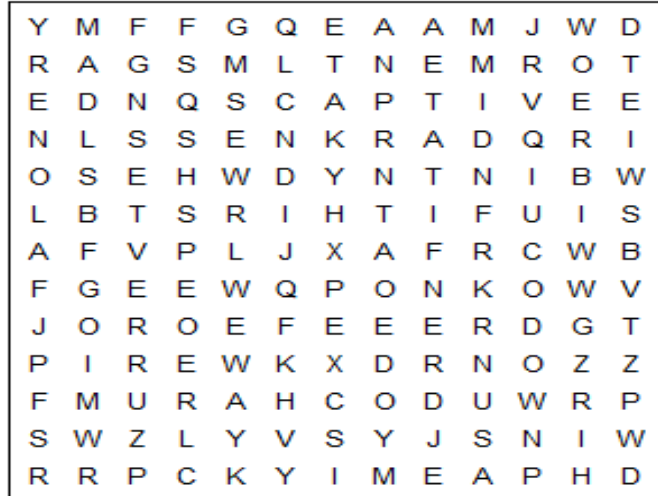 Y M F F G Q E A A M J W D
R A G S M L T N E M R O T
E D N Q S C A P T I V E E
N L S S E N K R A D Q R I
O S E H W D Y N T N I B W
L B T S R I H T I F U I S
A F V P L J X A F R C W B
F G E E W Q P O N K O W V
J O R O E F E E E R D G T
P I R E W K X D R N O Z Z
F M U R A H C O D U W R P
S W Z L Y V S Y J S N I W
R R P C K Y I M E A P H D